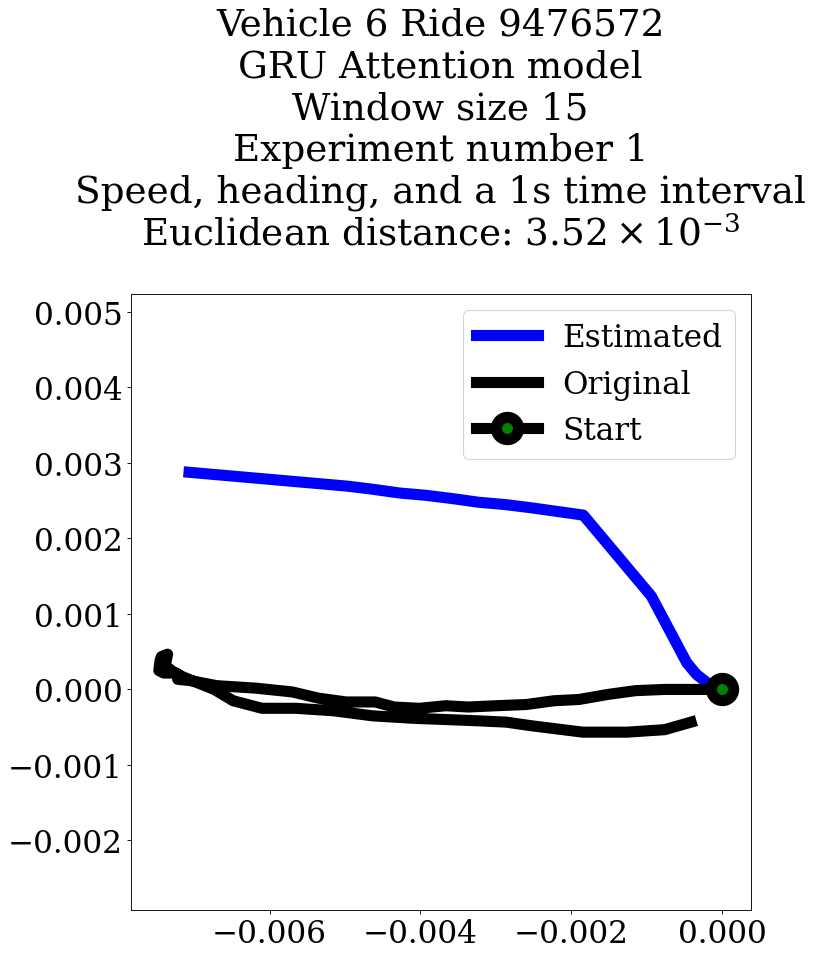 Vehicle 6 Ride 9476572
GRU Attention model
Window size 15
Experiment number 1
Speed, heading, and a 1s time interval
Euclidean distance: 3.52 × 10⁻³
Estimated
Original
Start
0.005
0.004
0.003
0.002
0.001
0.000
−0.001
−0.002
−0.006 −0.004 −0.002 0.000